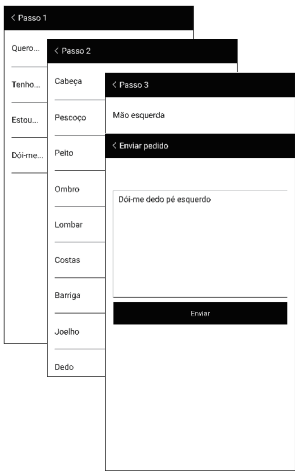 < Passo 1
Quero...
Tenho...
Estou...
Dói-me...
< Passo 2
Cabeça
Pescoço
Peito
Ombro
Lombar
Costas
Barriga
Joelho
Dedo
< Passo 3
Mão esquerda
< Enviar pedido
Dói-me dedo pé esquerdo
Enviar